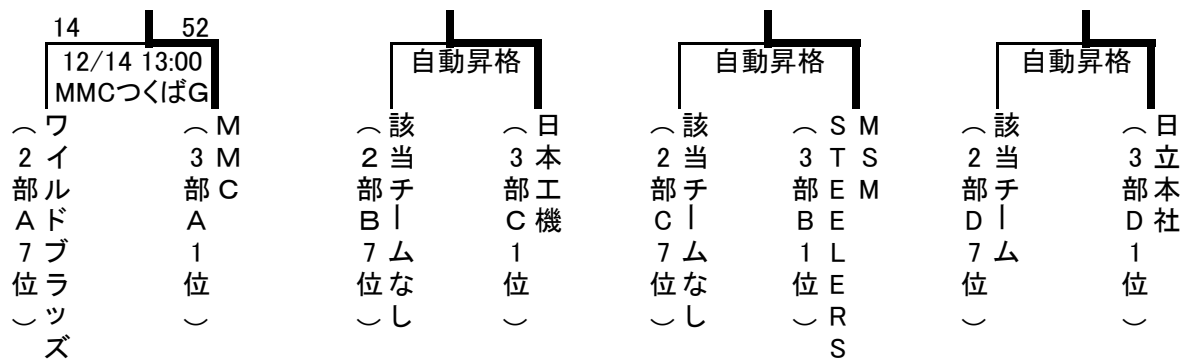 14 52
12/14 13:00
MMCつくばG
ワイルドブラッズ
（2部A7位）
MMC
（3部A1位）
自動昇格
該当チームなし
（2部B7位）
日本工機
（3部C1位）
自動昇格
該当チームなし
（2部C7位）
MSM
STEELERS
（3部B1位）
自動昇格
該当チーム
（2部D7位）
日立本社
（3部D1位）